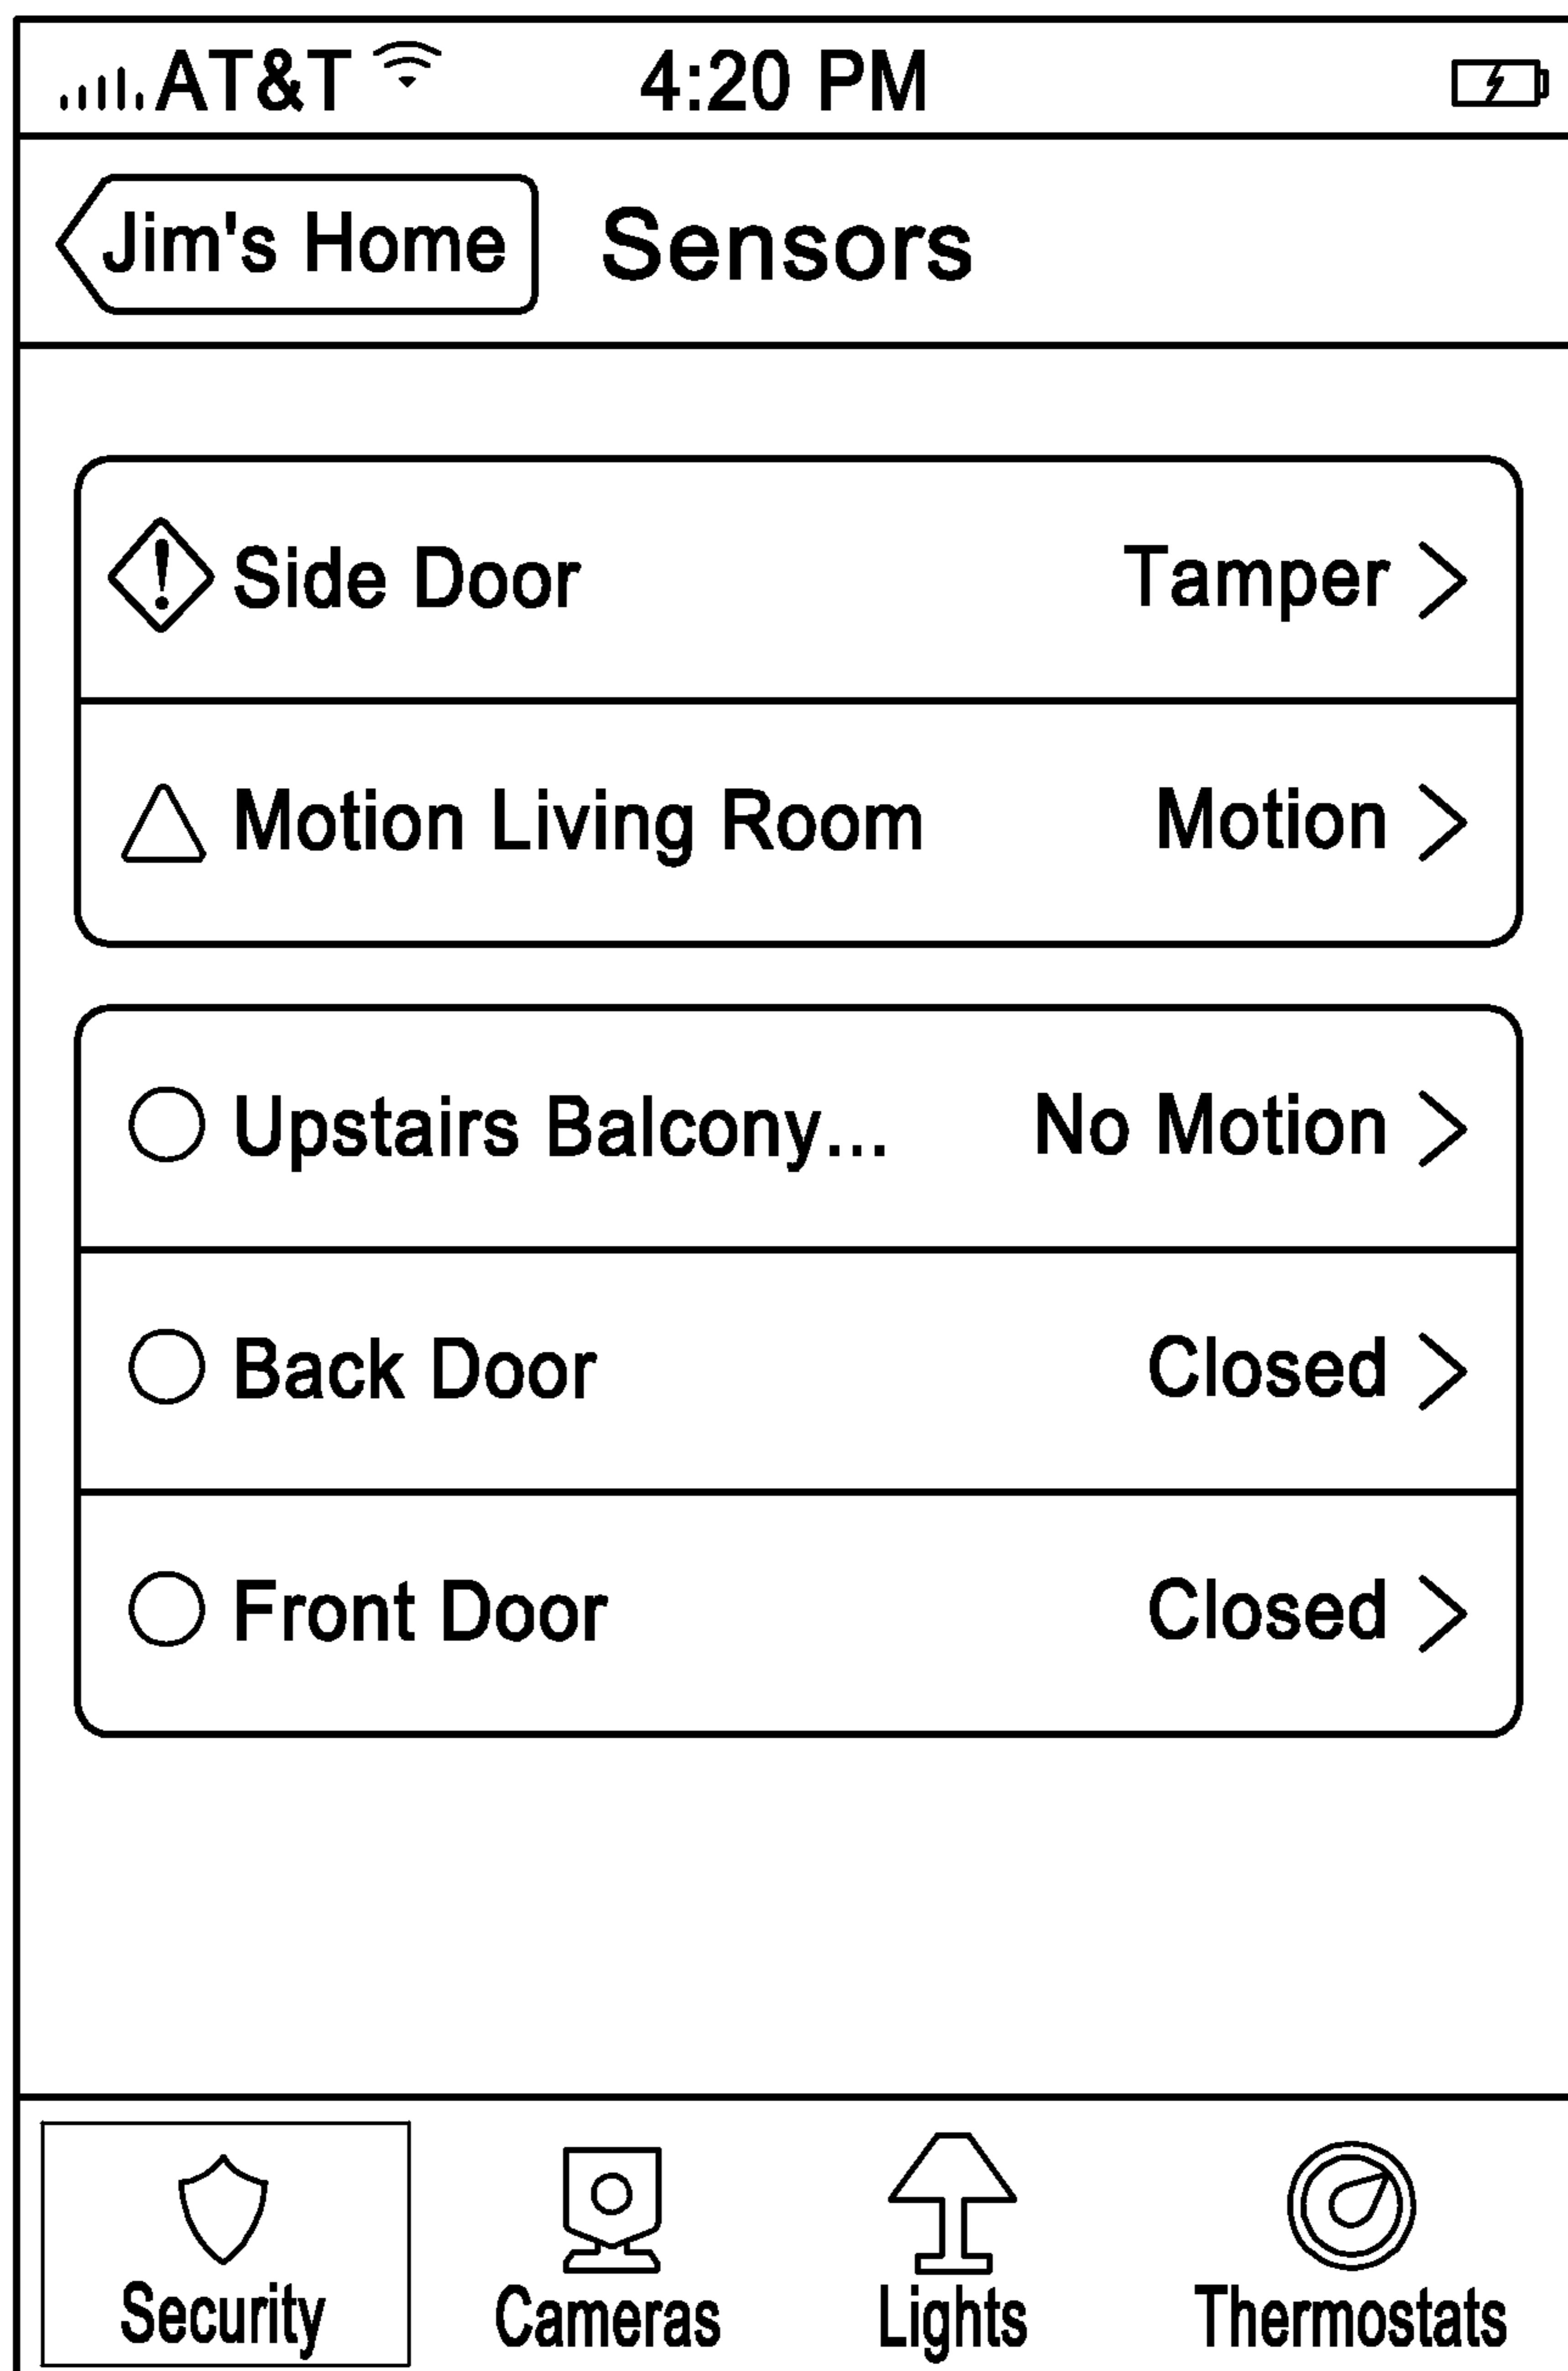 AT&T 4:20 PM
Jim's Home Sensors
Side Door Tamper
Motion Living Room Motion
Upstairs Balcony... No Motion
Back Door Closed
Front Door Closed
Security Cameras Lights Thermostats